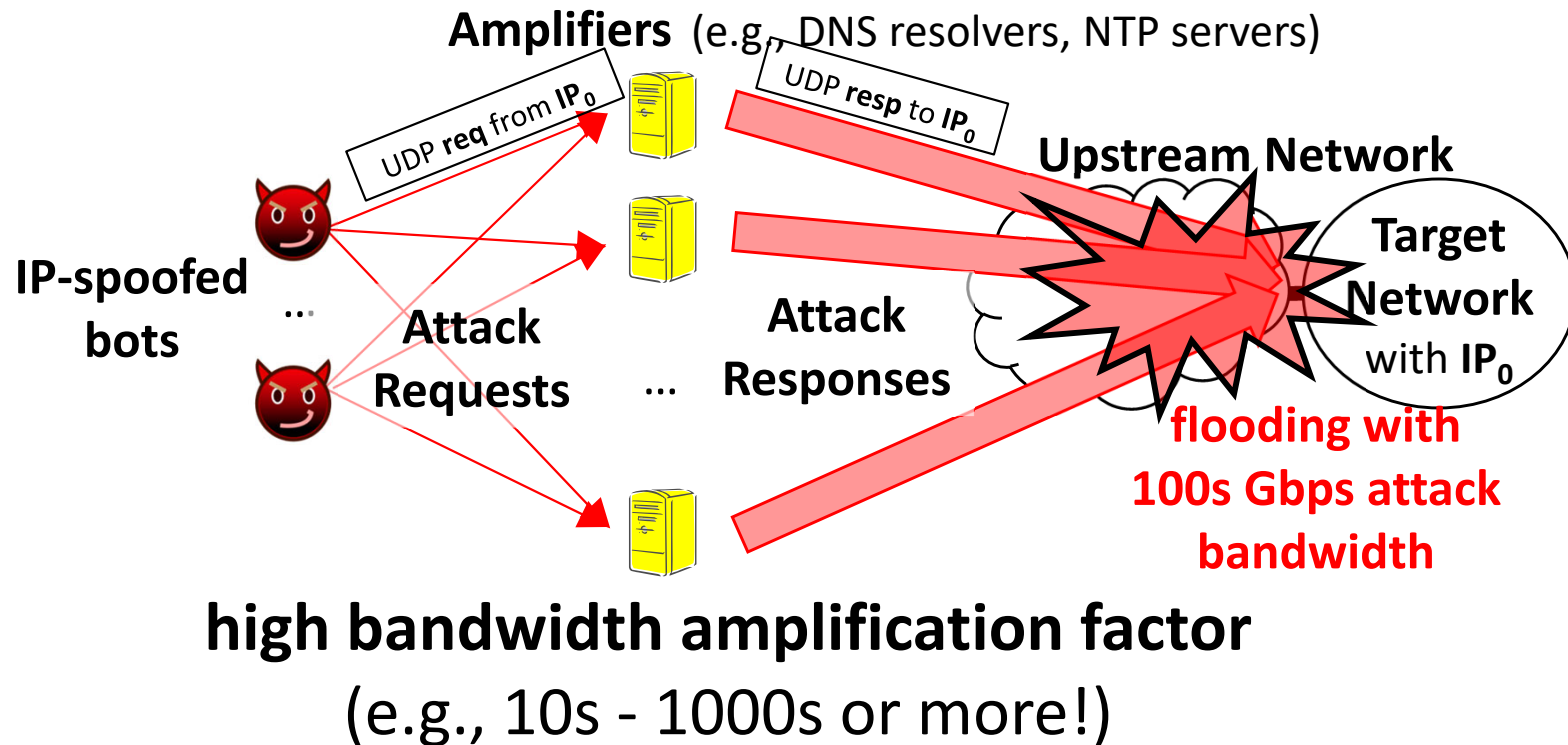 Amplifiers (e.g., DNS resolvers, NTP servers)
UDP req from IP0
UDP resp to IP0
Upstream Network
IP-spoofed
bots
...
Attack
Requests
...
Attack
Responses
Target
Network
with IP0
flooding with
100s Gbps attack
bandwidth
high bandwidth amplification factor
(e.g., 10s - 1000s or more!)